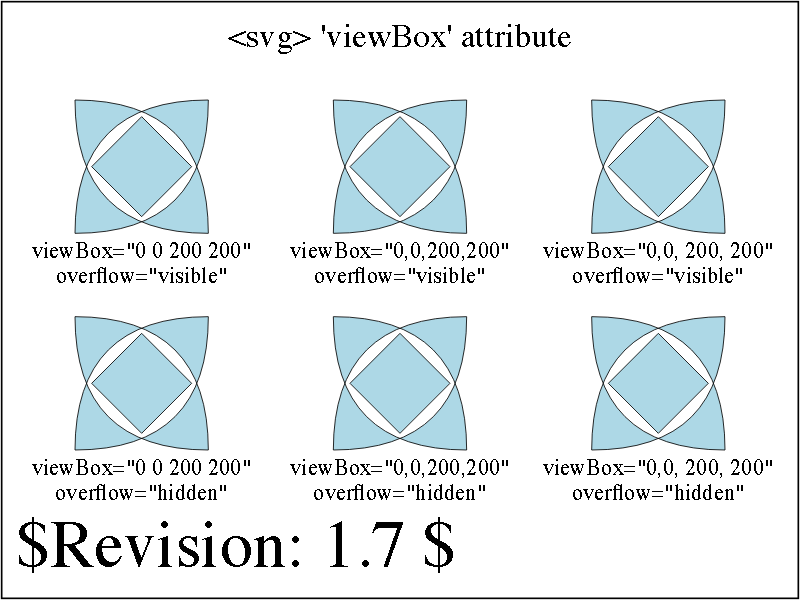 <svg> 'viewBox' attribute
viewBox="0 0 200 200"
overflow="visible"
viewBox="0,0,200,200"
overflow="visible"
viewBox="0,0, 200, 200"
overflow="visible"
viewBox="0 0 200 200"
overflow="hidden"
viewBox="0,0,200,200"
overflow="hidden"
viewBox="0,0, 200, 200"
overflow="hidden"
$Revision: 1.7 $